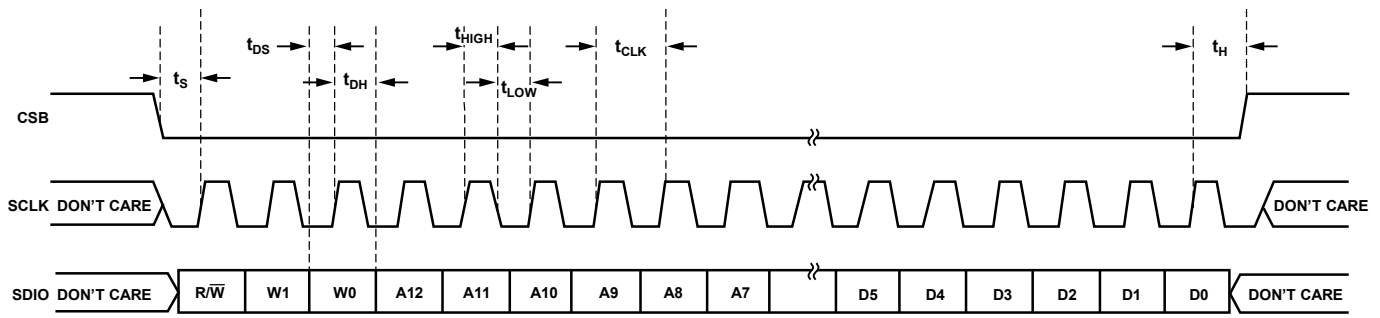 tDS
tHIGH
tCLK
tH
tS
tDH
tLOW
CSB
SCLK DON'T CARE
DON'T CARE
SDIO DON'T CARE R/W̅ W1 W0 A12 A11 A10 A9 A8 A7 D5 D4 D3 D2 D1 D0 DON'T CARE